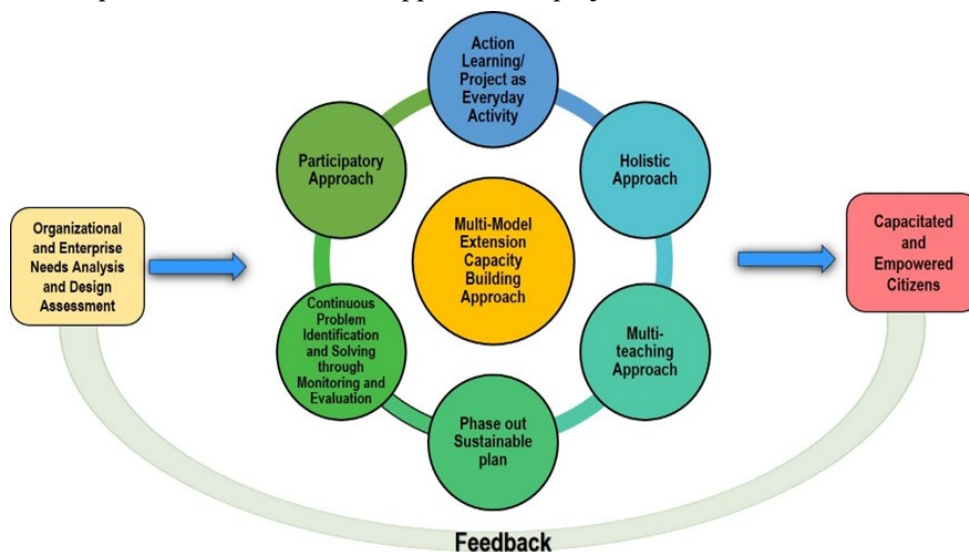 Action
Learning/
Project as
Everyday
Activity
Participatory
Approach
Holistic
Approach
Multi-Model
Extension
Capacity
Building
Approach
Organizational
and Enterprise
Needs Analysis
and Design
Assessment
Capacitated
and
Empowered
Citizens
Continuous
Problem
Identification
and Solving
through
Monitoring and
Evaluation
Multi-
teaching
Approach
Phase out
Sustainable
plan
Feedback